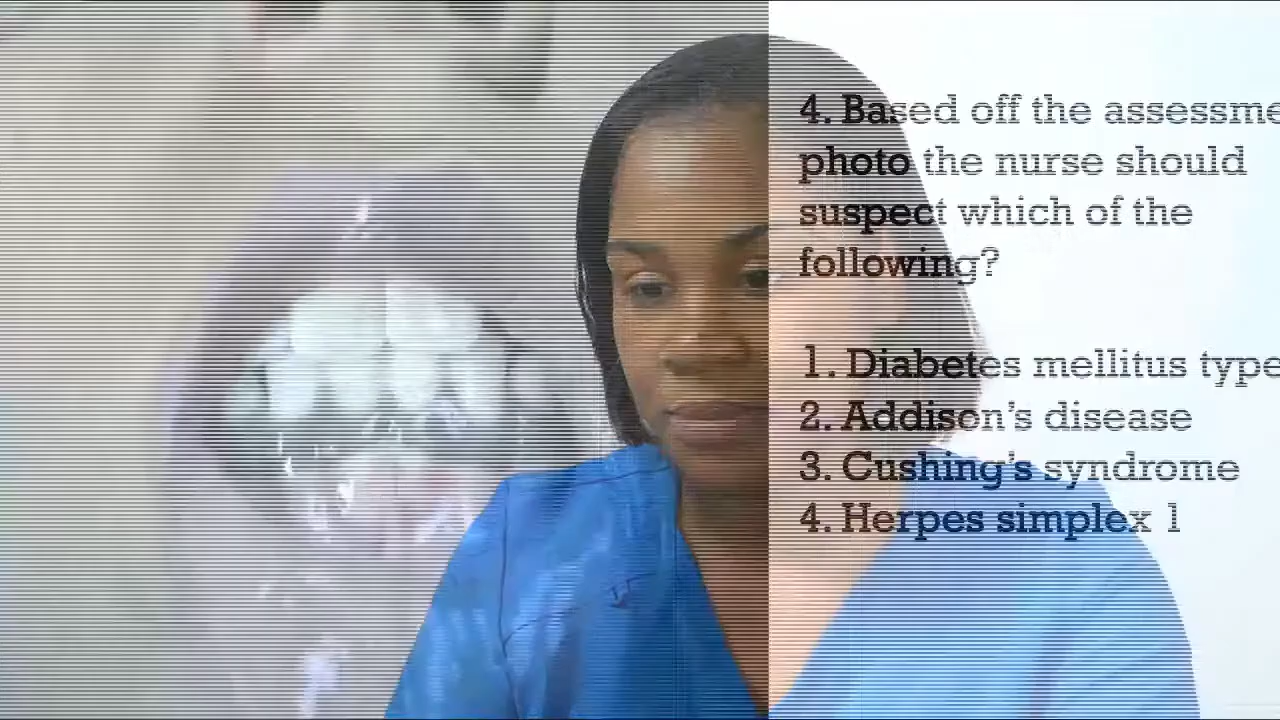 4. Based off the assessme
photo the nurse should
suspect which of the
following?
1. Diabetes mellitus type
2. Addison's disease
3. Cushing's syndrome
4. Herpes simplex 1